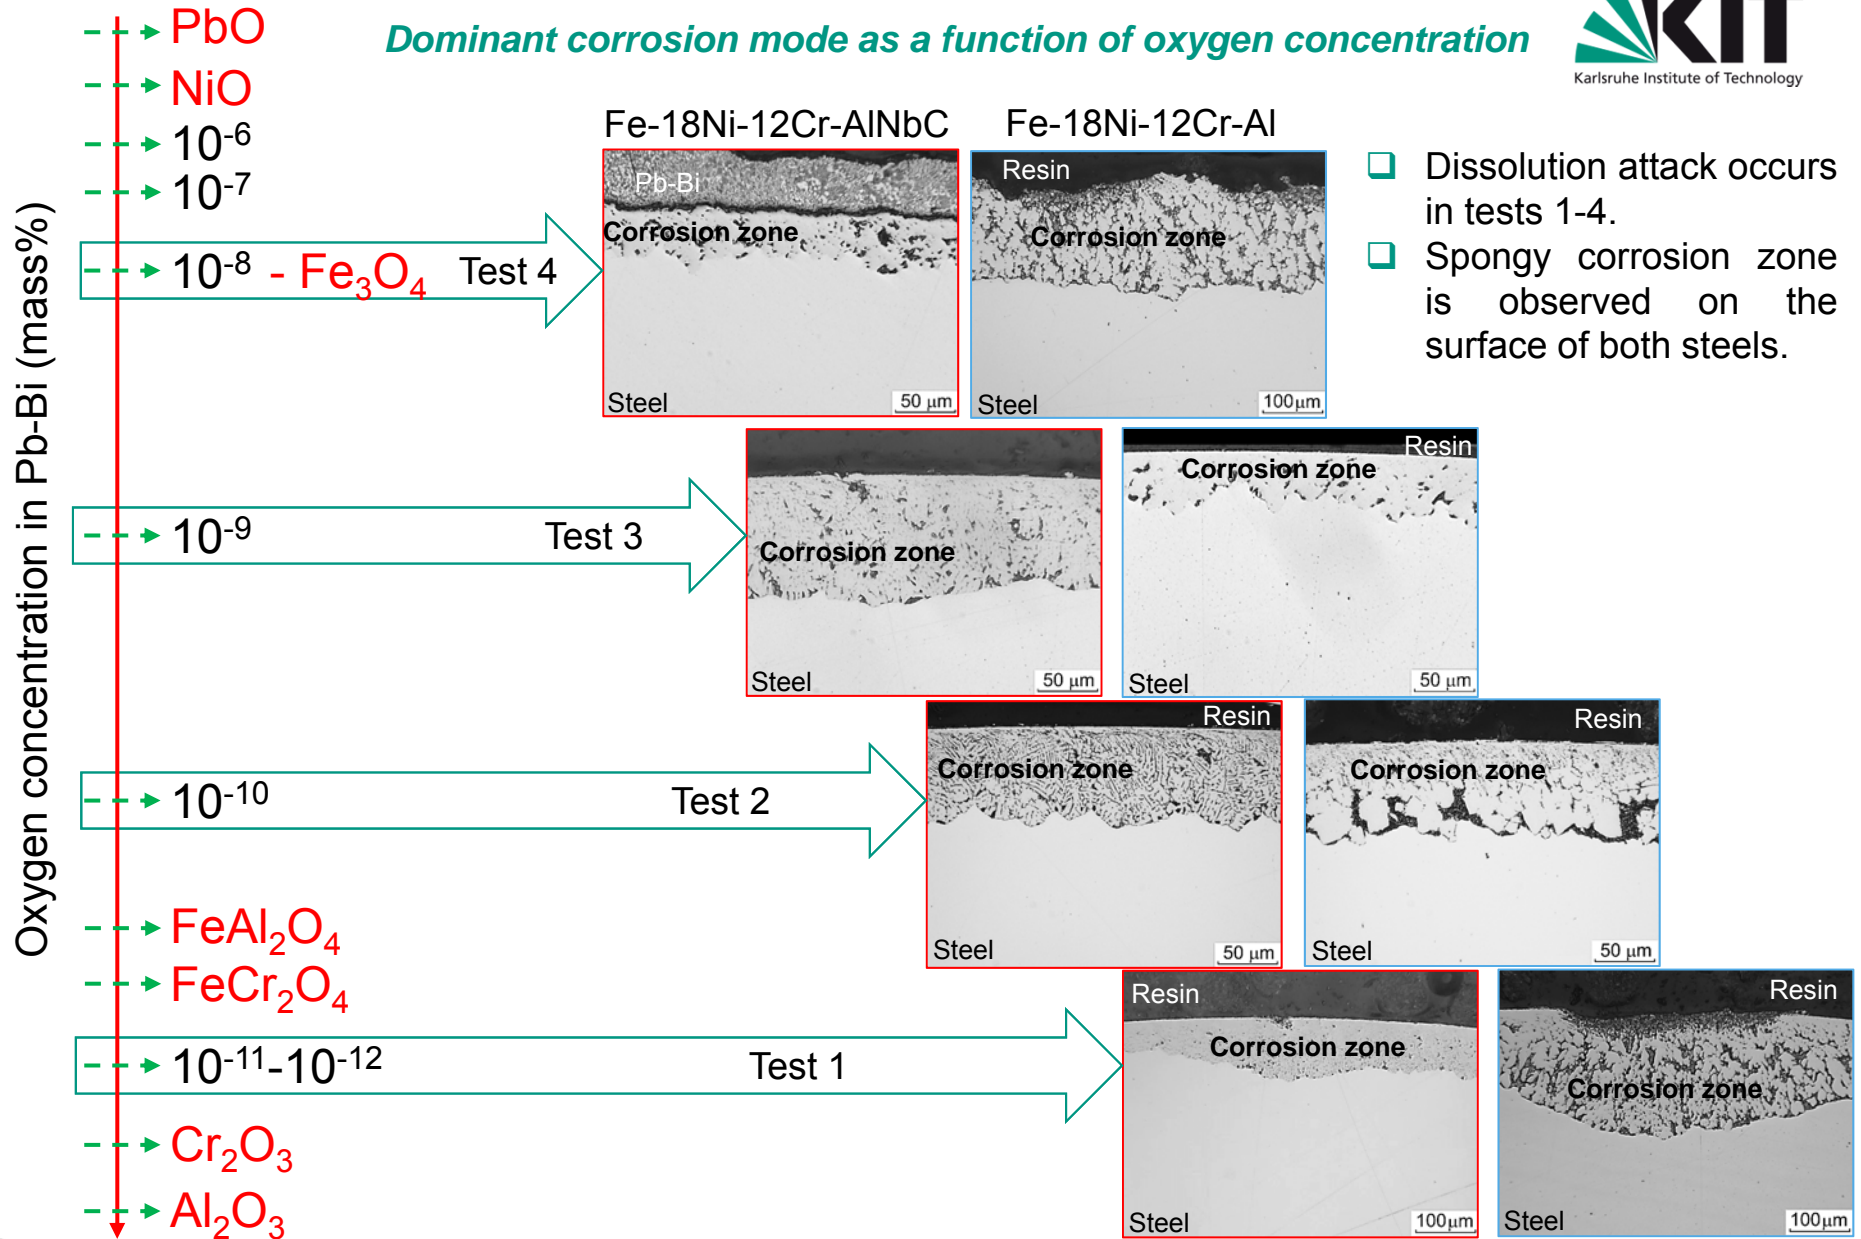 PbO
Dominant corrosion mode as a function of oxygen concentration
KIT
Karlsruhe Institute of Technology
NiO
10⁻⁶
10⁻⁷
Oxygen concentration in Pb-Bi (mass%)
Fe-18Ni-12Cr-AlNbC
Fe-18Ni-12Cr-Al
❑ Dissolution attack occurs
in tests 1-4.
❑ Spongy corrosion zone
is observed on the
surface of both steels.
10⁻⁸ - Fe₃O₄
Test 4
Pb-Bi
Corrosion zone
Steel
50 µm
Resin
Corrosion zone
Steel
100µm
10⁻⁹
Test 3
Corrosion zone
Steel
50 µm
Resin
Corrosion zone
Steel
50 µm
10⁻¹⁰
Test 2
Resin
Corrosion zone
Steel
50 µm
Resin
Corrosion zone
Steel
50 µm
FeAl₂O₄
FeCr₂O₄
10⁻¹¹-10⁻¹²
Test 1
Resin
Corrosion zone
Steel
100µm
Resin
Corrosion zone
Steel
100µm
Cr₂O₃
Al₂O₃